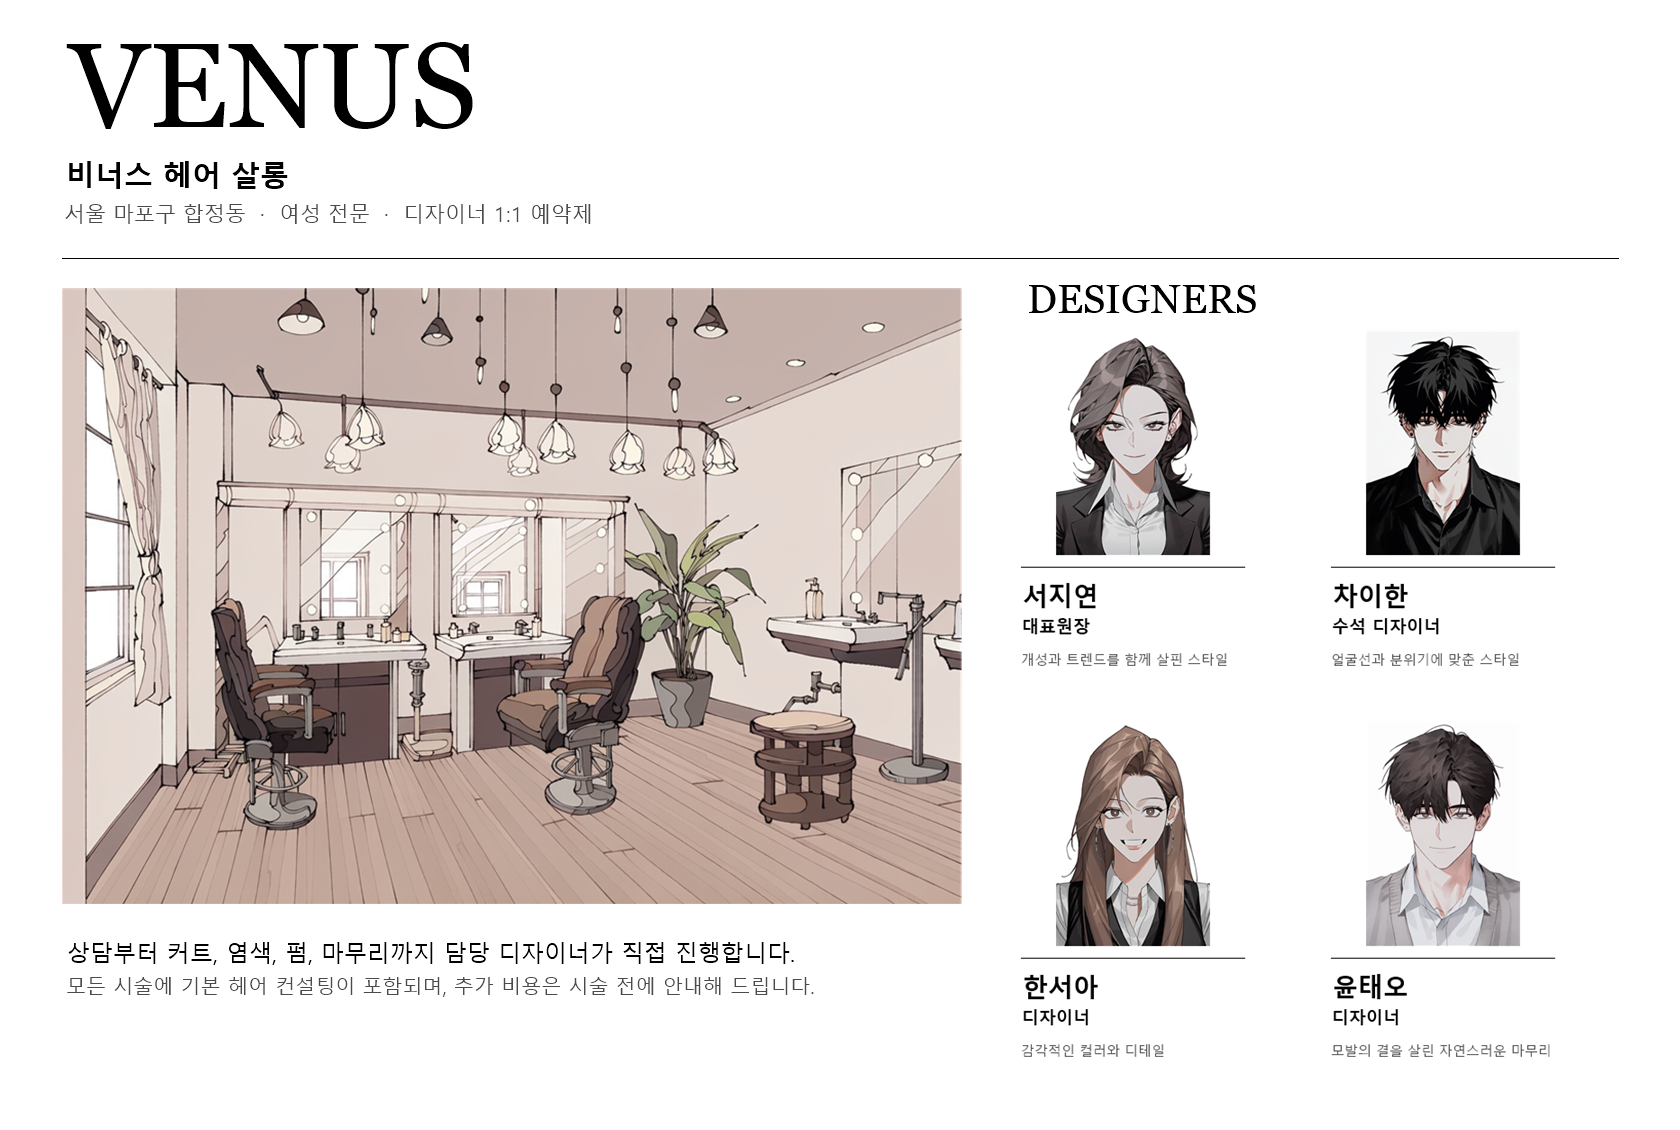 VENUS
비너스 헤어 살롱
서울 마포구 합정동 · 여성 전문 · 디자이너 1:1 예약제
DESIGNERS
서지연
대표원장
개성과 트렌드를 함께 살핀 스타일
차이한
수석 디자이너
얼굴선과 분위기에 맞춘 스타일
한서아
디자이너
감각적인 컬러와 디테일
윤태오
디자이너
모발의 결을 살린 자연스러운 마무리
상담부터 커트, 염색, 펌, 마무리까지 담당 디자이너가 직접 진행합니다.
모든 시술에 기본 헤어 컨설팅이 포함되며, 추가 비용은 시술 전에 안내해 드립니다.